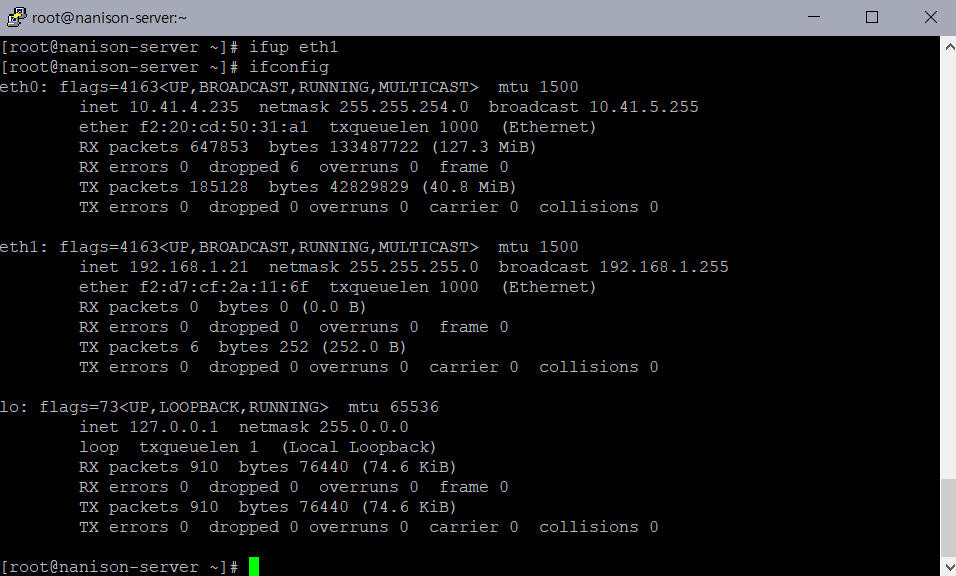 root@nanison-server:~
[root@nanison-server ~]# ifup eth1
[root@nanison-server ~]# ifconfig
eth0: flags=4163<UP,BROADCAST,RUNNING,MULTICAST>  mtu 1500
        inet 10.41.4.235  netmask 255.255.254.0  broadcast 10.41.5.255
        ether f2:20:cd:50:31:a1  txqueuelen 1000  (Ethernet)
        RX packets 647853  bytes 133487722 (127.3 MiB)
        RX errors 0  dropped 6  overruns 0  frame 0
        TX packets 185128  bytes 42829829 (40.8 MiB)
        TX errors 0  dropped 0 overruns 0  carrier 0  collisions 0

eth1: flags=4163<UP,BROADCAST,RUNNING,MULTICAST>  mtu 1500
        inet 192.168.1.21  netmask 255.255.255.0  broadcast 192.168.1.255
        ether f2:d7:cf:2a:11:6f  txqueuelen 1000  (Ethernet)
        RX packets 0  bytes 0 (0.0 B)
        RX errors 0  dropped 0  overruns 0  frame 0
        TX packets 6  bytes 252 (252.0 B)
        TX errors 0  dropped 0 overruns 0  carrier 0  collisions 0

lo: flags=73<UP,LOOPBACK,RUNNING>  mtu 65536
        inet 127.0.0.1  netmask 255.0.0.0
        loop  txqueuelen 1  (Local Loopback)
        RX packets 910  bytes 76440 (74.6 KiB)
        RX errors 0  dropped 0  overruns 0  frame 0
        TX packets 910  bytes 76440 (74.6 KiB)
        TX errors 0  dropped 0 overruns 0  carrier 0  collisions 0

[root@nanison-server ~]#